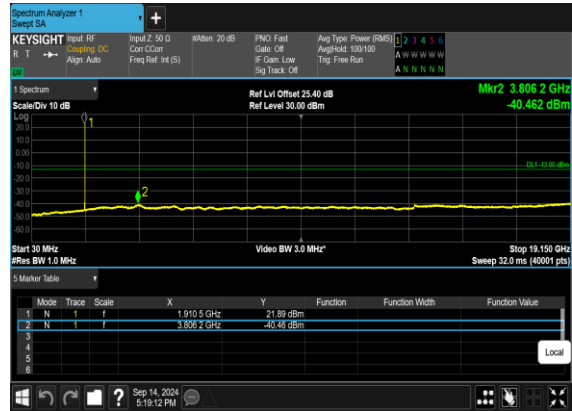 Spectrum Analyzer 1
Swept SA
+
KEYSIGHT Input: RF Input Z: 50 Ω #Atten: 20 dB PNO: Fast Avg Type: Power (RMS) 1 2 3 4 5 6
R T Coupling: DC Corr CCorr Gate: Off Avg|Hold: 100/100 A W W W W W
Align: Auto Freq Ref: Int (S) IF Gain: Low Trig: Free Run A N N N N N
Sig Track: Off
1 Spectrum Ref Lvl Offset 25.40 dB Mkr2 3.806 2 GHz
Scale/Div 10 dB Ref Level 30.00 dBm -40.462 dBm
Log
20.0
10.0
0.00
-10.0
-20.0
-30.0
-40.0
-50.0
-60.0
1
DL1 -13.00 dBm
2
Start 30 MHz Video BW 3.0 MHz* Stop 19.150 GHz
#Res BW 1.0 MHz Sweep 32.0 ms (40001 pts)
5 Marker Table
Mode Trace Scale X Y Function Function Width Function Value
1 N 1 f 1.910 5 GHz 21.89 dBm
2 N 1 f 3.806 2 GHz -40.46 dBm
3
4
5
6
Local
? Sep 14, 2024
5:19:12 PM